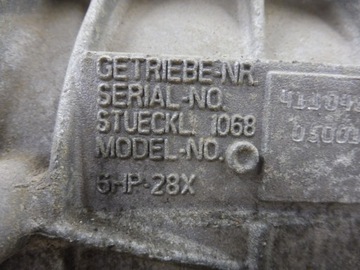 GETRIEBE-NR.
SERIAL-NO.
STUECKL. 1068
MODEL-NO.
6HP-28X